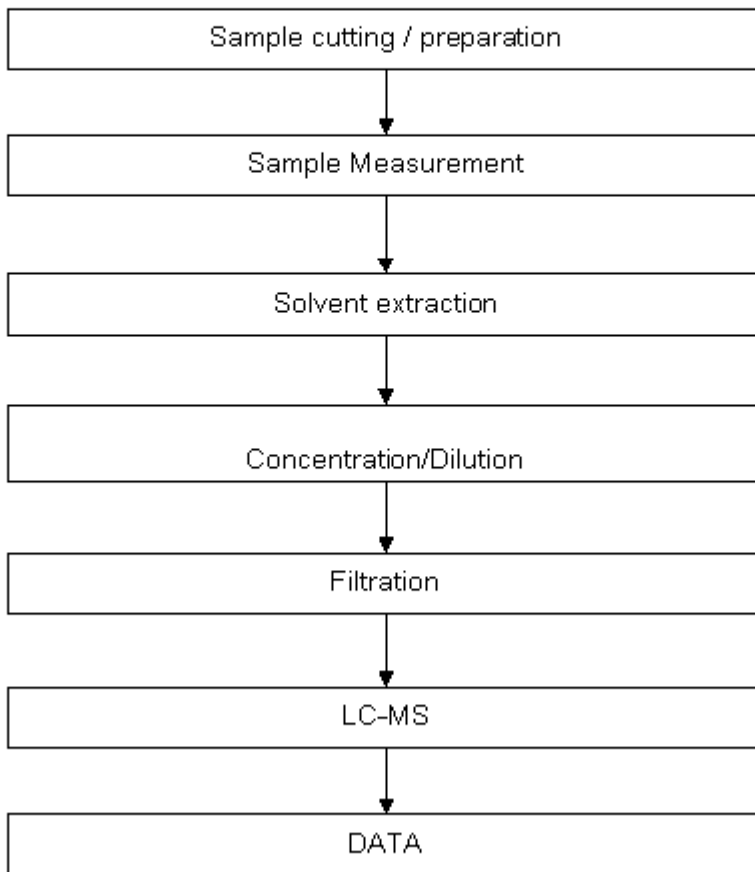 Sample cutting / preparation
Sample Measurement
Solvent extraction
Concentration/Dilution
Filtration
LC-MS
DATA